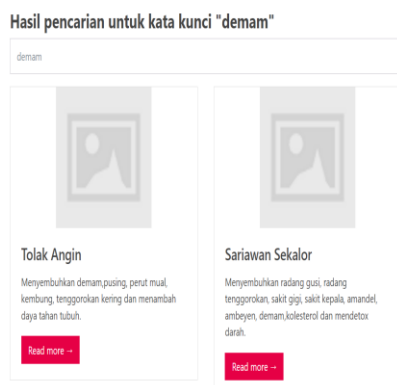 Hasil pencarian untuk kata kunci "demam"
demam
Tolak Angin
Menyembuhkan demam,pusing, perut mual,
kembung, tenggorokan kering dan menambah
daya tahan tubuh.
Read more →
Sariawan Sekalor
Menyembuhkan radang gusi, radang
tenggorokan, sakit gigi, sakit kepala, amandel,
ambeyen, demam,kolesterol dan mendetox
darah.
Read more →